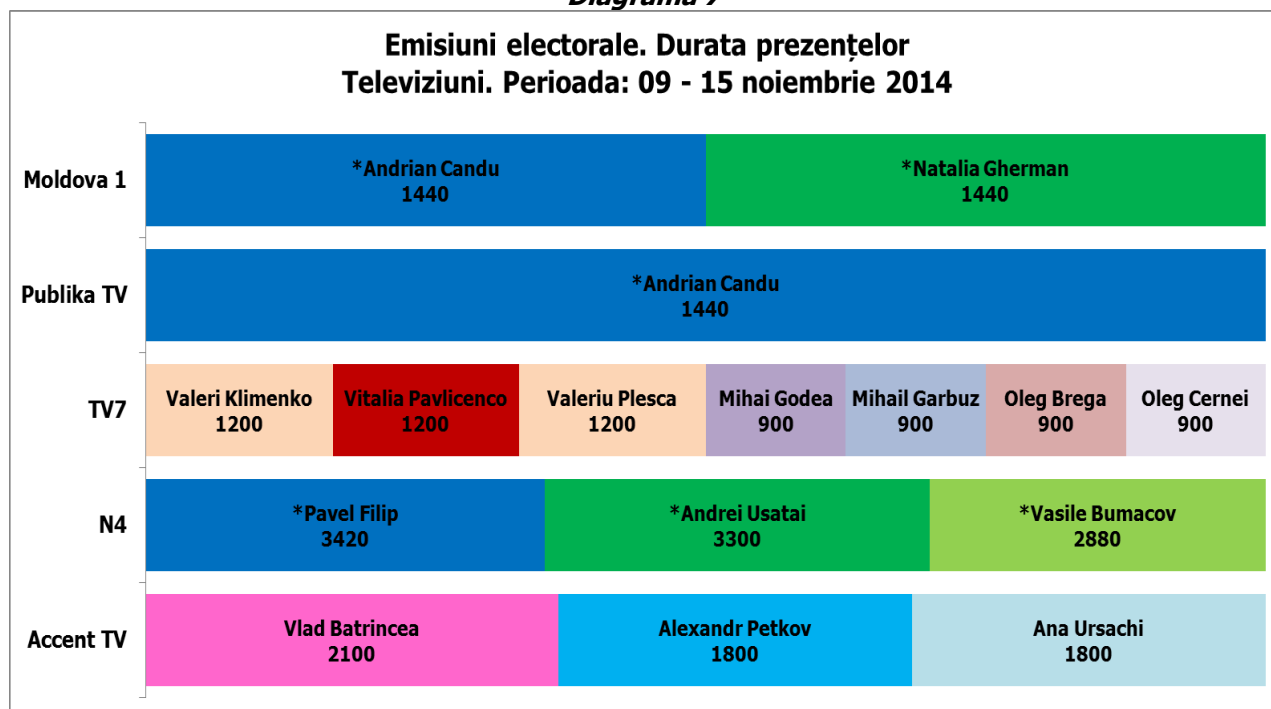 Diagrama 7
Emisiuni electorale. Durata prezențelor
Televiziuni. Perioada: 09 - 15 noiembrie 2014
Moldova 1
*Andrian Candu
1440
*Natalia Gherman
1440
Publika TV
*Andrian Candu
1440
TV7
Valeri Klimenko
1200
Vitalia Pavlicenco
1200
Valeriu Plesca
1200
Mihai Godea
900
Mihail Garbuz
900
Oleg Brega
900
Oleg Cernei
900
N4
*Pavel Filip
3420
*Andrei Usatai
3300
*Vasile Bumacov
2880
Accent TV
Vlad Batrincea
2100
Alexandr Petkov
1800
Ana Ursachi
1800